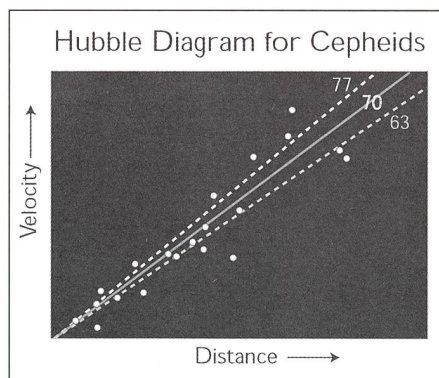 Hubble Diagram for Cepheids
77
70
63
Velocity
Distance